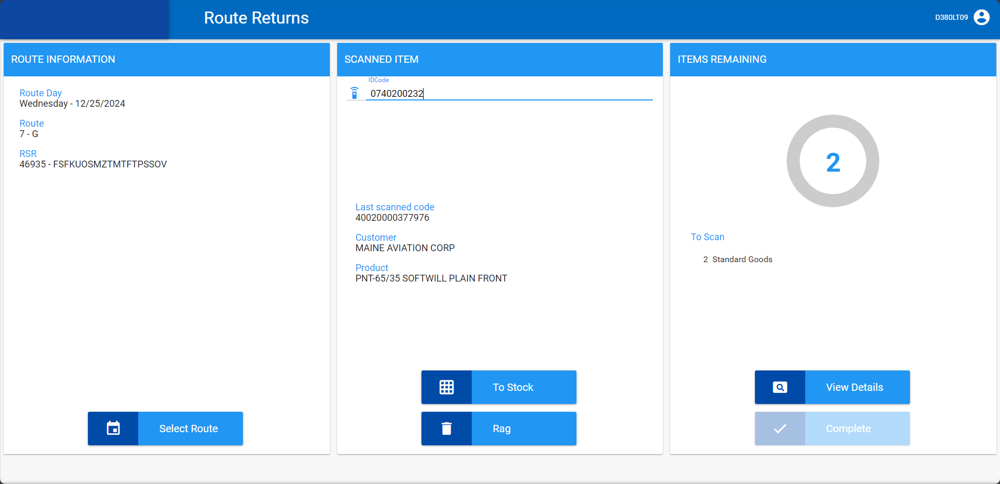 Route Returns
D380LT09
ROUTE INFORMATION
Route Day
Wednesday - 12/25/2024
Route
7 - G
RSR
46935 - FSFKUOSMZTMTFTPSSOV
Select Route
SCANNED ITEM
IDCode
0740200232
Last scanned code
40020000377976
Customer
MAINE AVIATION CORP
Product
PNT-65/35 SOFTWILL PLAIN FRONT
To Stock
Rag
ITEMS REMAINING
2
To Scan
2 Standard Goods
View Details
Complete